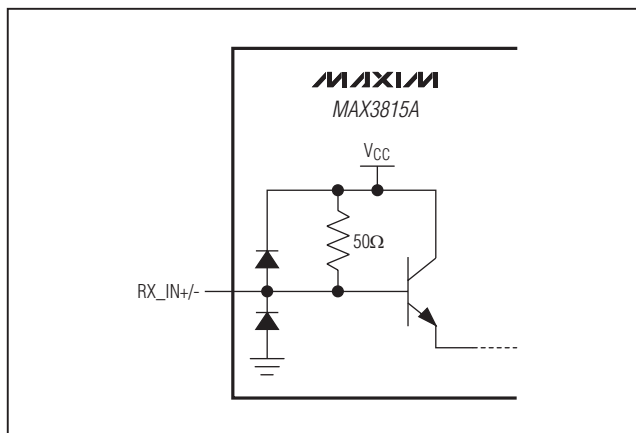 MAXIM
MAX3815A
VCC
50Ω
RX_IN+/-